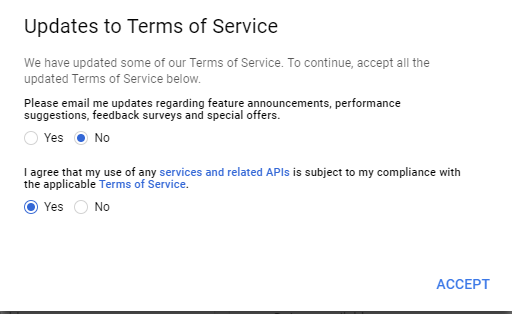 Updates to Terms of Service
We have updated some of our Terms of Service. To continue, accept all the
updated Terms of Service below.
Please email me updates regarding feature announcements, performance
suggestions, feedback surveys and special offers.
Yes No
I agree that my use of any services and related APIs is subject to my compliance with
the applicable Terms of Service.
Yes No
ACCEPT